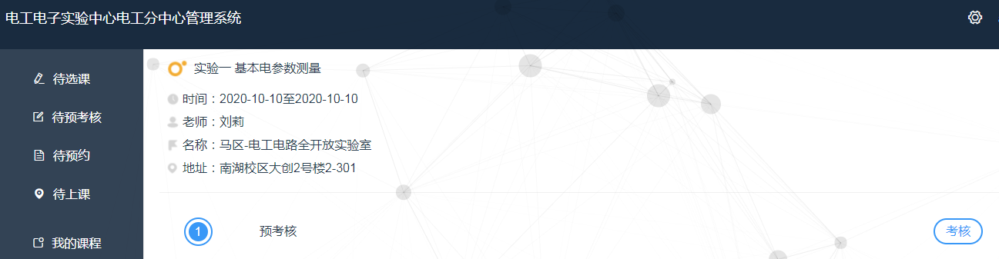 电工电子实验中心电工分中心管理系统
待选课
待预考核
待预约
待上课
我的课程
实验一 基本电参数测量
时间：2020-10-10至2020-10-10
老师：刘莉
名称：马区-电工电路全开放实验室
地址：南湖校区大创2号楼2-301
1 预考核 考核